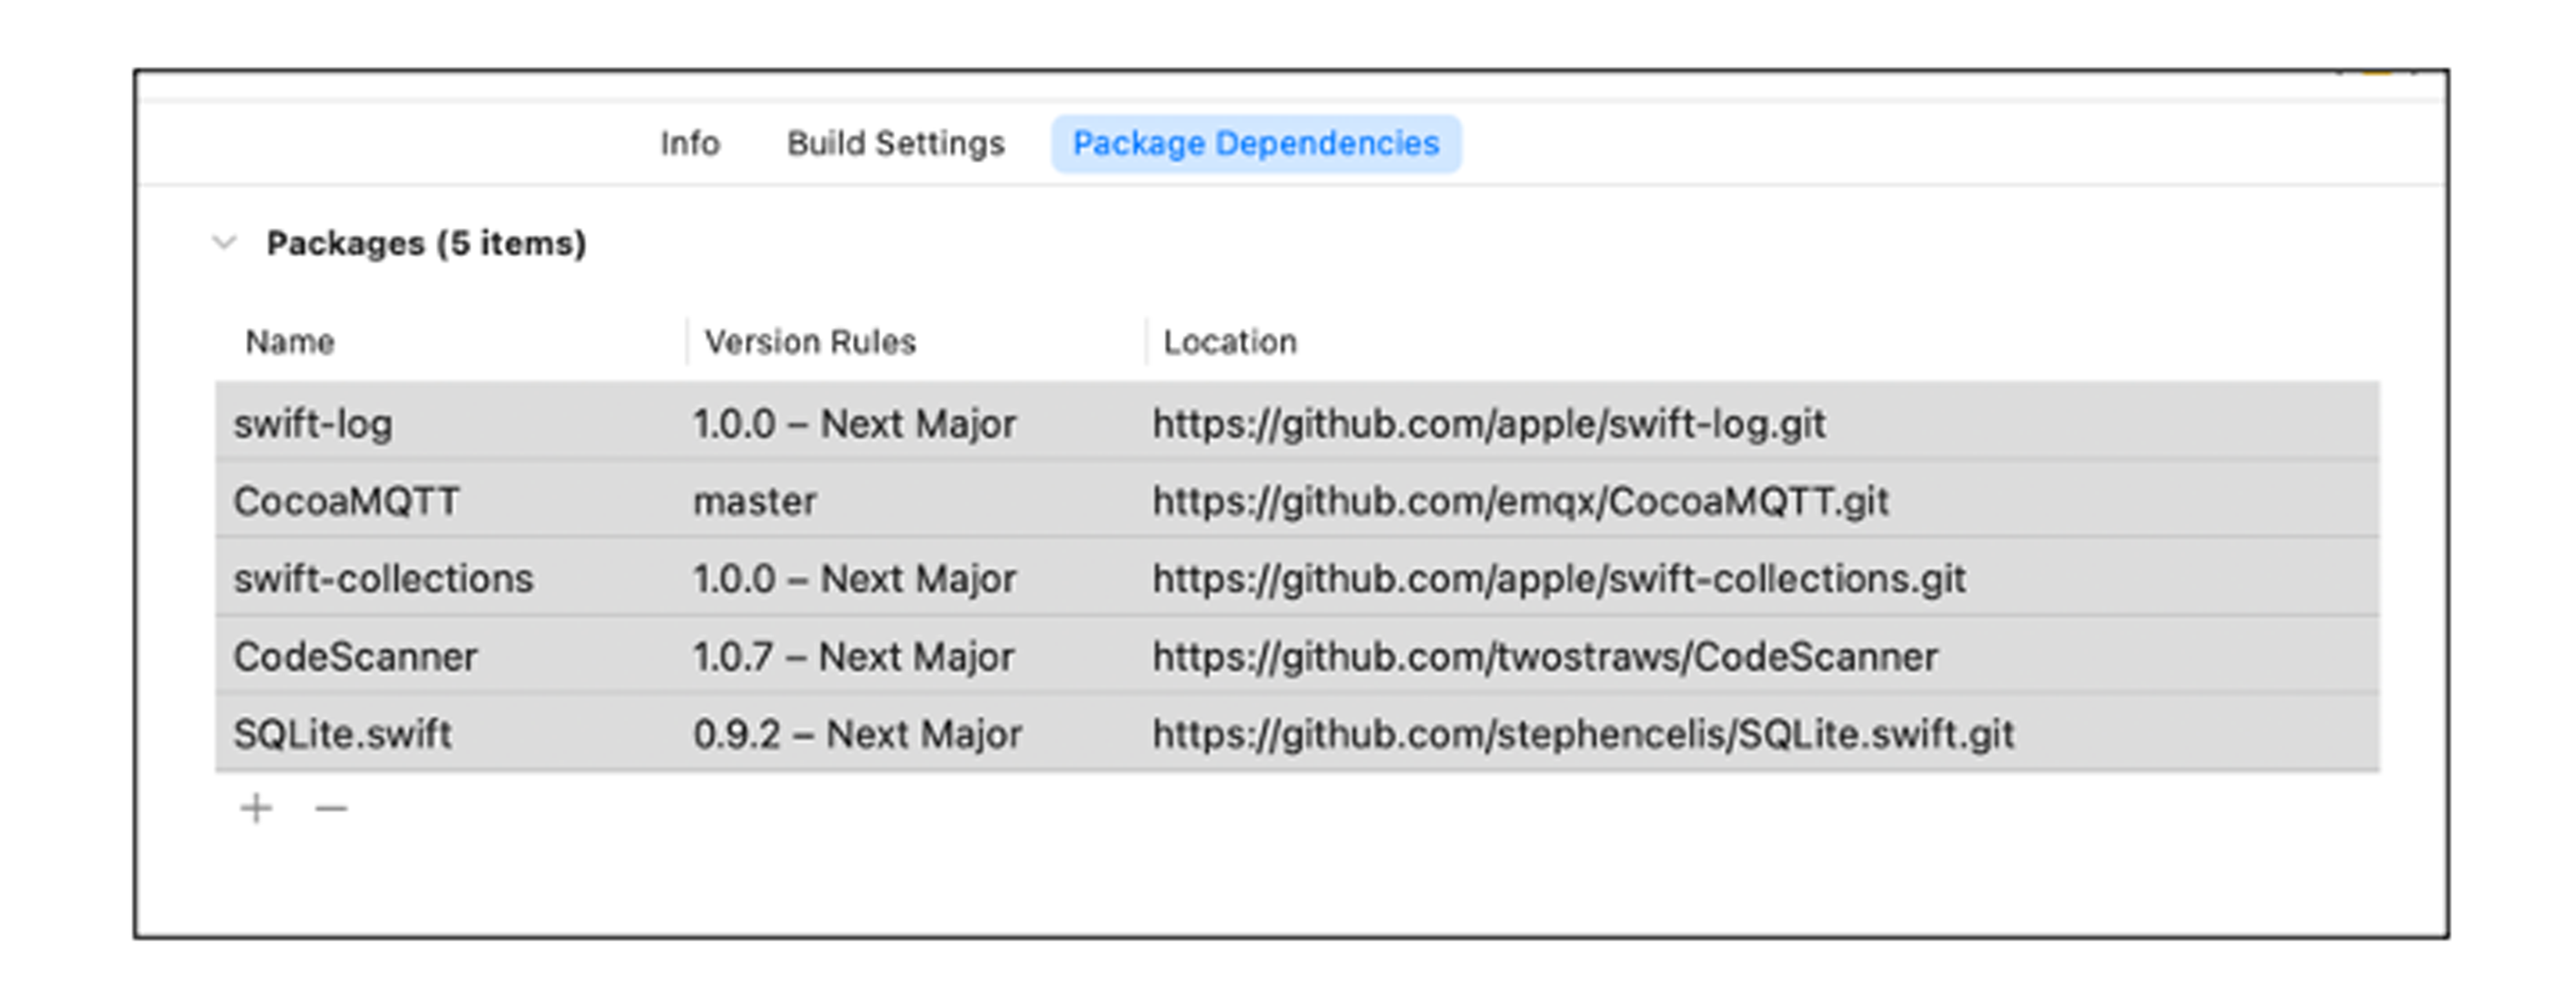 Info Build Settings Package Dependencies
Packages (5 items)
Name Version Rules Location
swift-log 1.0.0 – Next Major https://github.com/apple/swift-log.git
CocoaMQTT master https://github.com/emqx/CocoaMQTT.git
swift-collections 1.0.0 – Next Major https://github.com/apple/swift-collections.git
CodeScanner 1.0.7 – Next Major https://github.com/twostraws/CodeScanner
SQLite.swift 0.9.2 – Next Major https://github.com/stephencelis/SQLite.swift.git